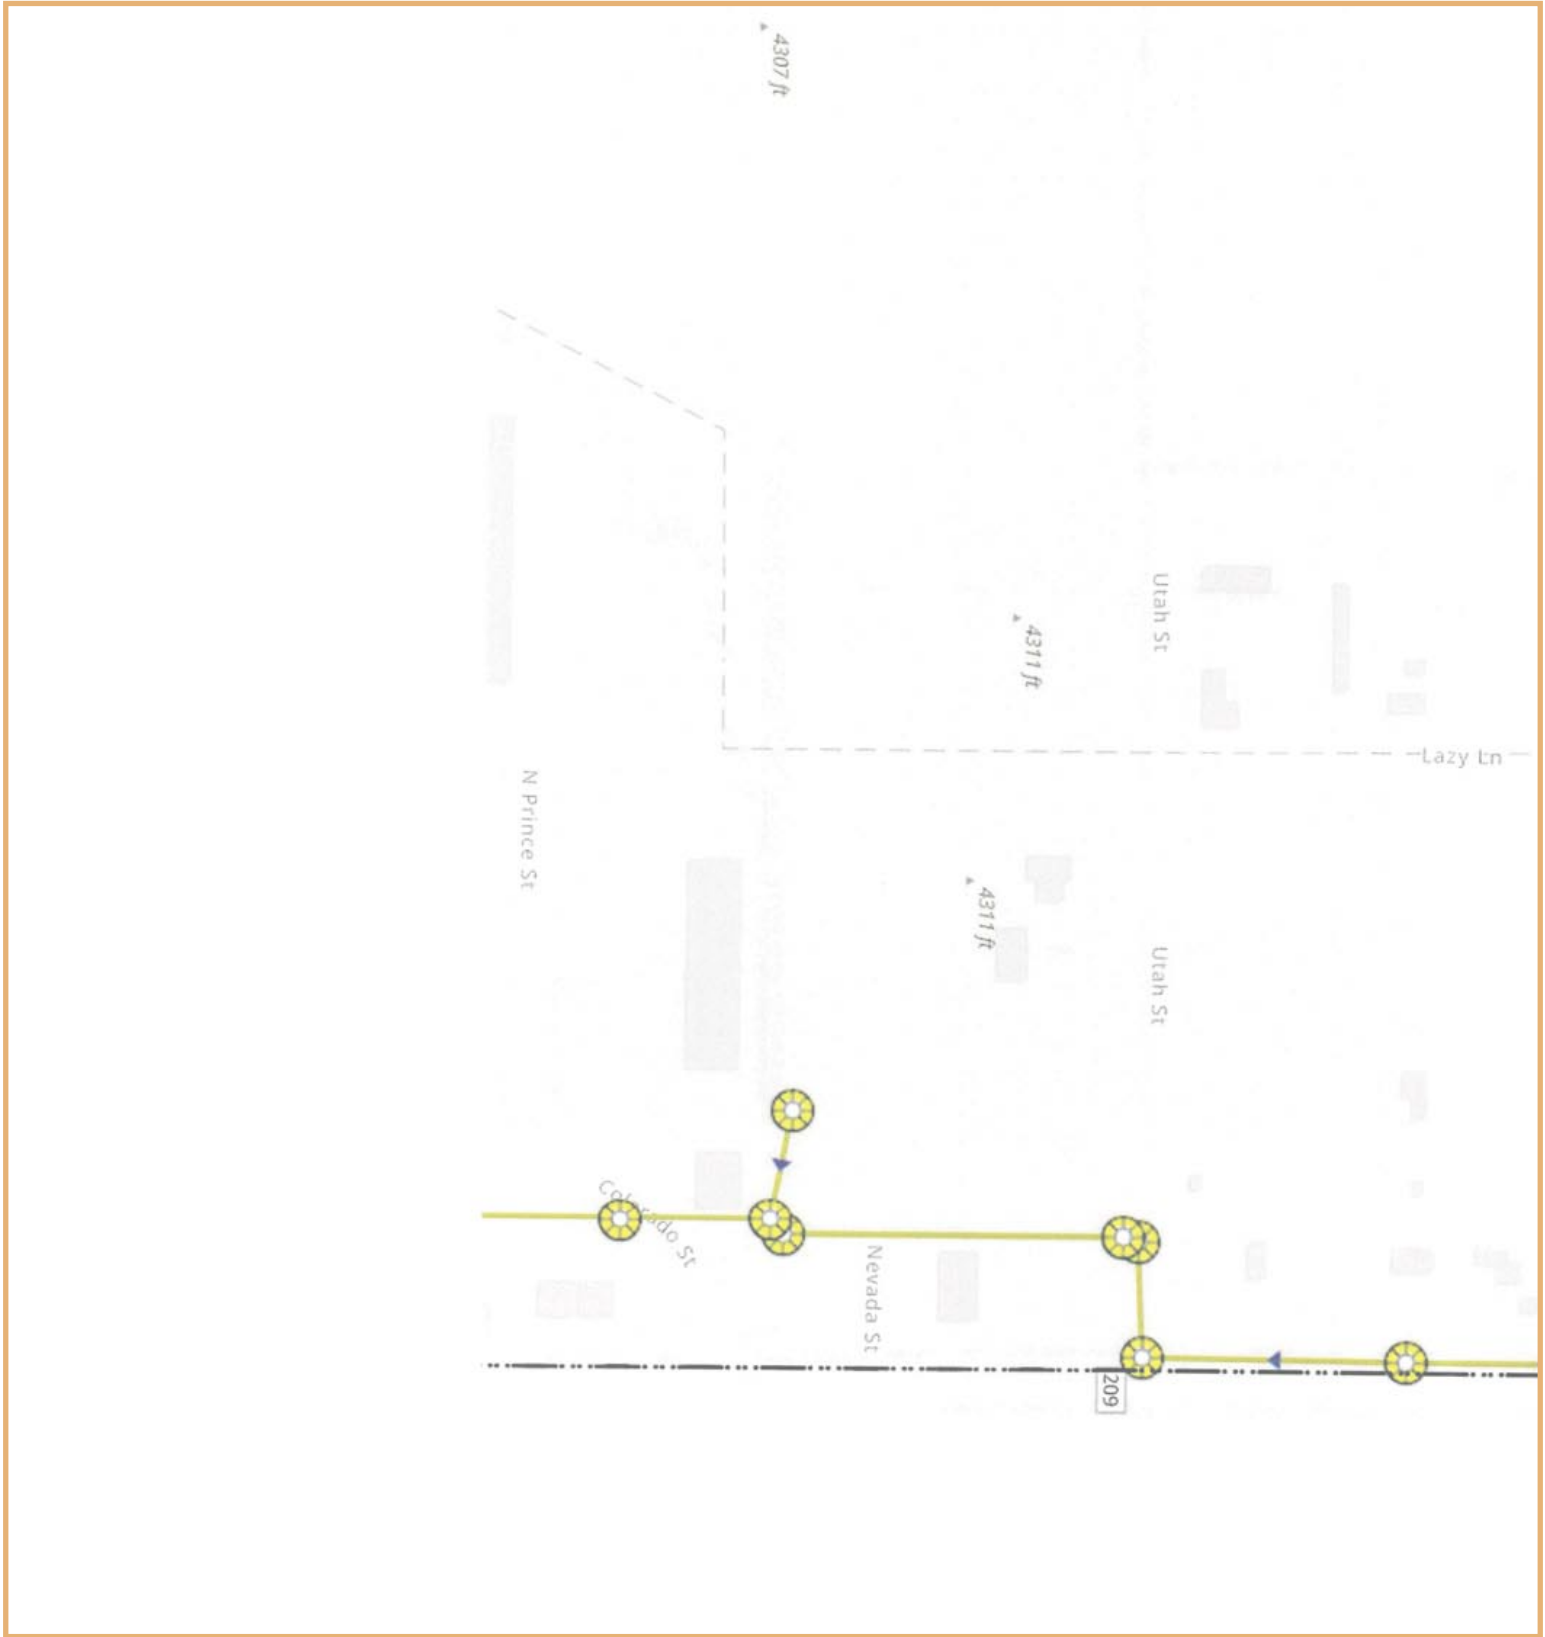 4307 ft
Utah St
4311 ft
Lazy Ln
N Prince St
4311 ft
Utah St
Colorado St
Nevada St
209